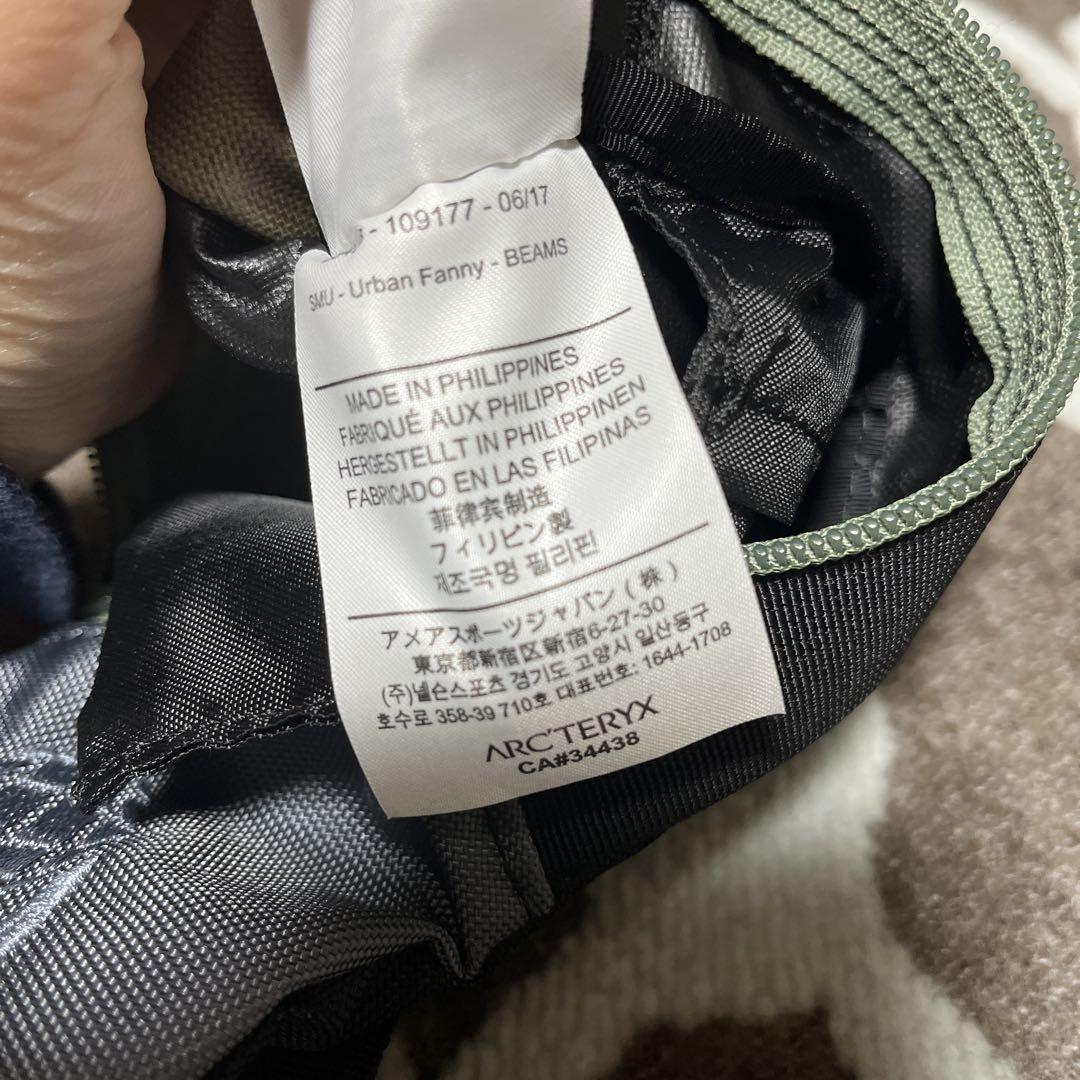 - 109177 - 06/17
SMU - Urban Fanny - BEAMS
MADE IN PHILIPPINES
FABRIQUÉ AUX PHILIPPINES
HERGESTELLT IN PHILIPPINEN
FABRICADO EN LAS FILIPINAS
菲律宾制造
フィリピン製
제조국명 필리핀
アメアスポーツジャパン (株)
東京都新宿区新宿6-27-30
(주)넬슨스포츠 경기도 고양시 일산동구
호수로 358-39 710호 대표번호: 1644-1708
ARC'TERYX
CA#34438